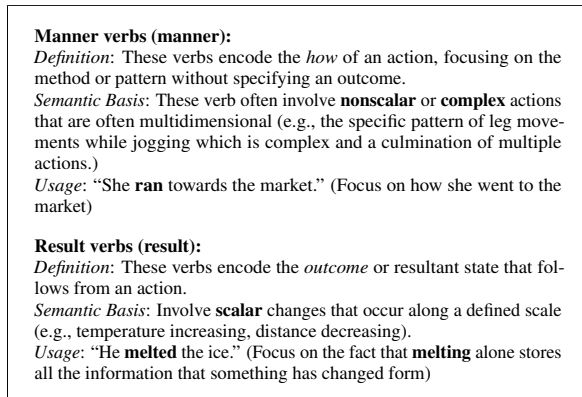 Manner verbs (manner):
Definition: These verbs encode the how of an action, focusing on the
method or pattern without specifying an outcome.
Semantic Basis: These verb often involve nonscalar or complex actions
that are often multidimensional (e.g., the specific pattern of leg move-
ments while jogging which is complex and a culmination of multiple
actions.)
Usage: “She ran towards the market.” (Focus on how she went to the
market)
Result verbs (result):
Definition: These verbs encode the outcome or resultant state that fol-
lows from an action.
Semantic Basis: Involve scalar changes that occur along a defined scale
(e.g., temperature increasing, distance decreasing).
Usage: “He melted the ice.” (Focus on the fact that melting alone stores
all the information that something has changed form)